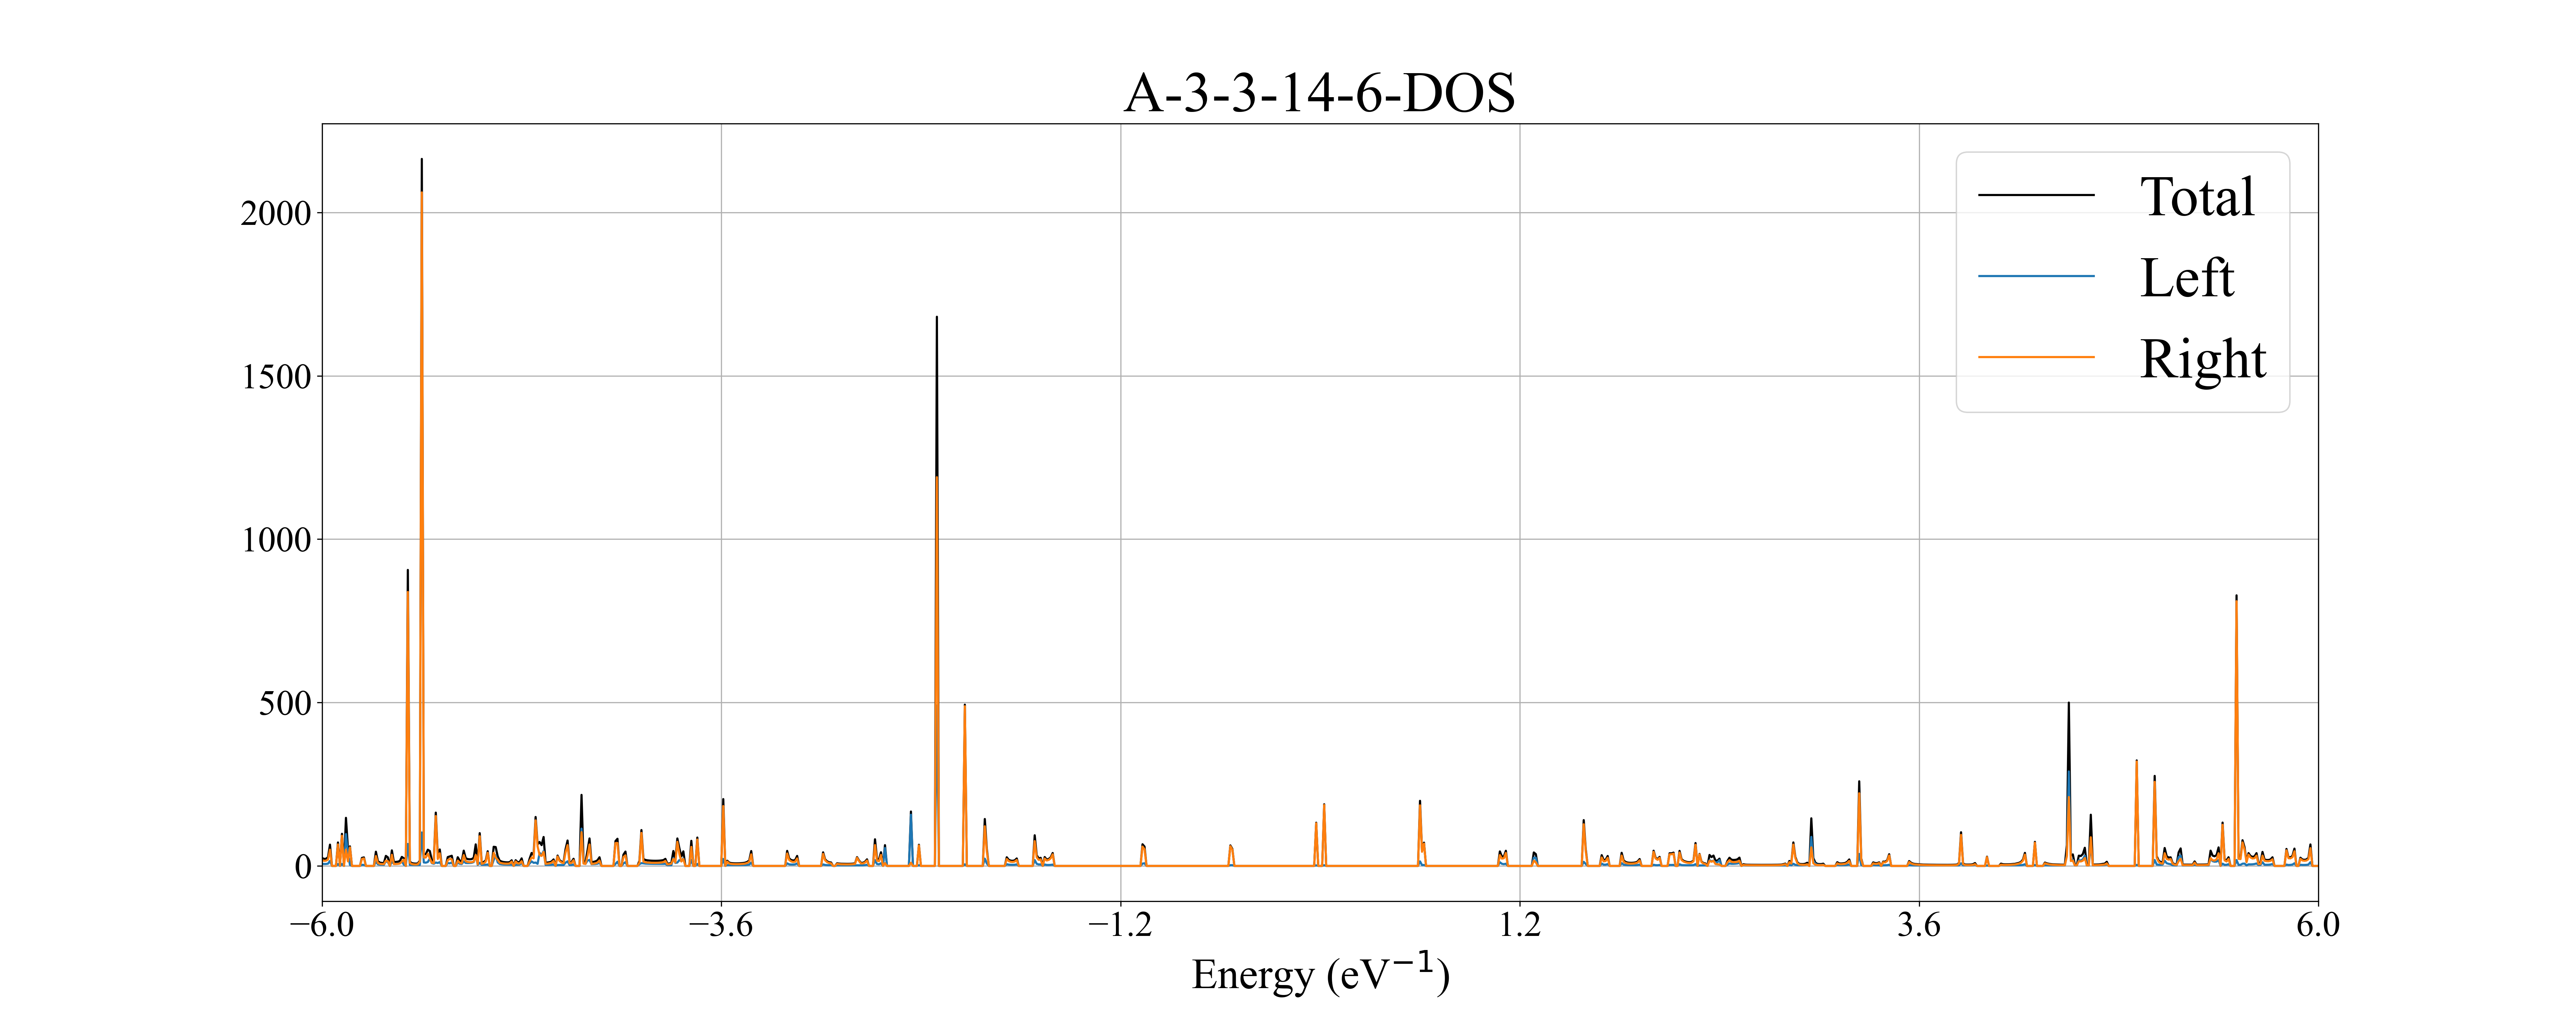 A-3-3-14-6-DOS
Total
Left
Right
2000
1500
1000
500
0
−6.0 −3.6 −1.2 1.2 3.6 6.0
Energy (eV⁻¹)